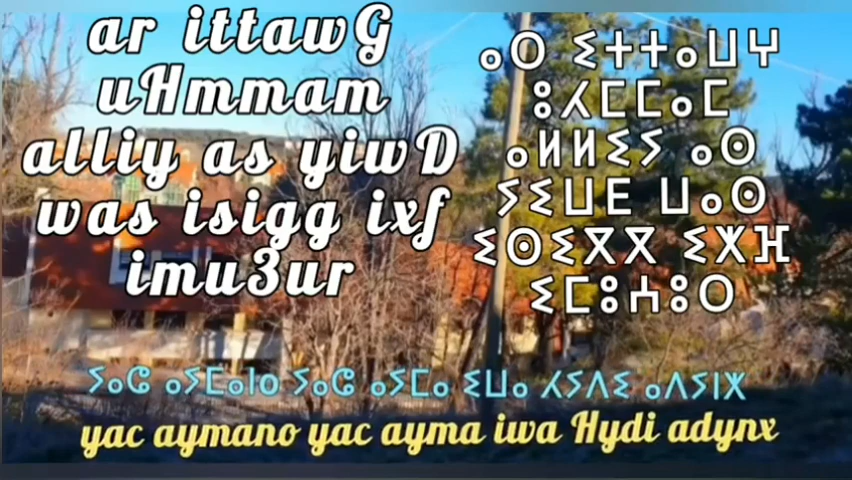 ar ittawG
uHmmam
alliy as yiwD
was isigg ixf
imu3ur
ⴰⵔ ⵉⵜⵜⴰⵡⵖ
ⵓⵃⵎⵎⴰⵎ
ⴰⵍⵍⵉⵢ ⴰⵙ
ⵢⵉⵡⴹ ⵡⴰⵙ
ⵉⵙⵉⴳⴳ ⵉⵅⴼ
ⵉⵎⵓⵄⵓⵔ
ⵢⴰⵛ ⴰⵢⵎⴰⵏo ⵢⴰⵛ ⴰⵢⵎⴰ ⵉⵡⴰ ⵃⵢⴷⵉ ⴰⴷⵢⵏⵅ
yac aymano yac ayma iwa Hydi adynx